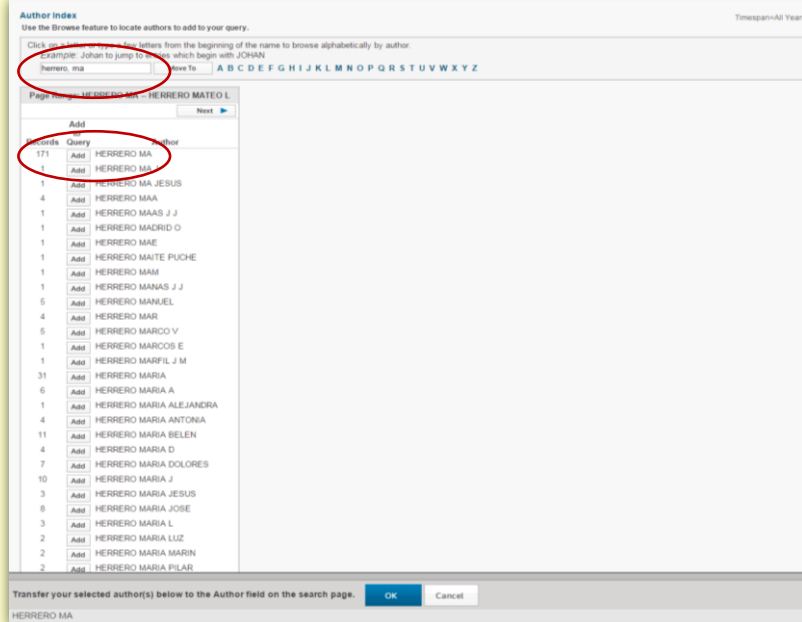 Author Index
Timespan=All Year
Use the Browse feature to locate authors to add to your query.
Click on a letter or type a few letters from the beginning of the name to browse alphabetically by author.
Example: Johan to jump to entries which begin with JOHAN
herrero, ma Move To A B C D E F G H I J K L M N O P Q R S T U V W X Y Z
Page Range: HERRERO MA – HERRERO MATEO L
Next
Add
to
Records Query Author
171 Add HERRERO MA
1 Add HERRERO MA J
1 Add HERRERO MA JESUS
4 Add HERRERO MAA
1 Add HERRERO MAAS J J
1 Add HERRERO MADRID O
1 Add HERRERO MAE
1 Add HERRERO MAITE PUCHE
1 Add HERRERO MAM
1 Add HERRERO MANAS J J
5 Add HERRERO MANUEL
4 Add HERRERO MAR
5 Add HERRERO MARCO V
1 Add HERRERO MARCOS E
1 Add HERRERO MARFIL J M
31 Add HERRERO MARIA
6 Add HERRERO MARIA A
1 Add HERRERO MARIA ALEJANDRA
4 Add HERRERO MARIA ANTONIA
11 Add HERRERO MARIA BELEN
4 Add HERRERO MARIA D
7 Add HERRERO MARIA DOLORES
10 Add HERRERO MARIA J
3 Add HERRERO MARIA JESUS
8 Add HERRERO MARIA JOSE
3 Add HERRERO MARIA L
2 Add HERRERO MARIA LUZ
2 Add HERRERO MARIA MARIN
2 Add HERRERO MARIA PILAR
Transfer your selected author(s) below to the Author field on the search page. OK Cancel
HERRERO MA